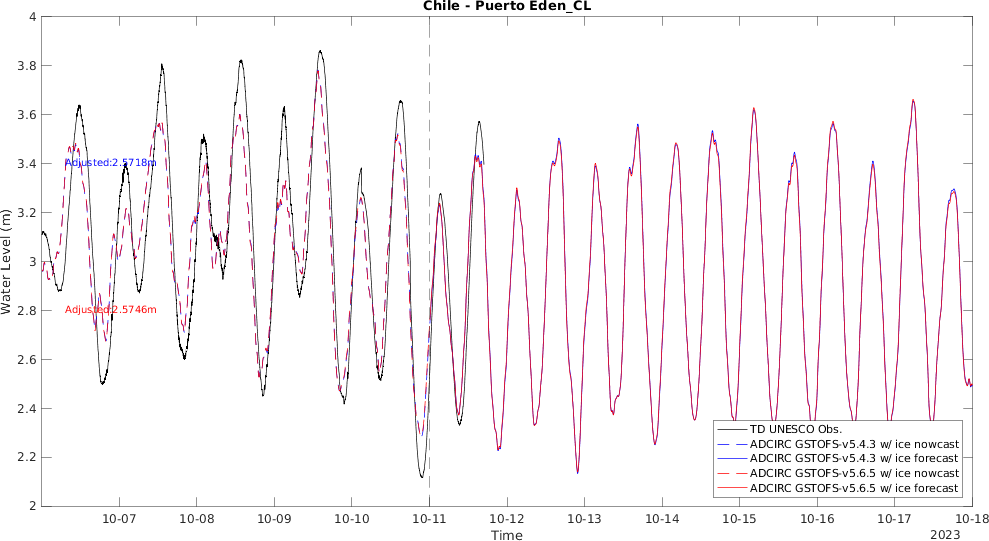 Chile - Puerto Eden_CL
4
3.8
3.6
3.4
3.2
3
2.8
2.6
2.4
2.2
2
Water Level (m)
Adjusted:2.5718m
Adjusted:2.5746m
TD UNESCO Obs.
ADCIRC GSTOFS-v5.4.3 w/ ice nowcast
ADCIRC GSTOFS-v5.4.3 w/ ice forecast
ADCIRC GSTOFS-v5.6.5 w/ ice nowcast
ADCIRC GSTOFS-v5.6.5 w/ ice forecast
10-07 10-08 10-09 10-10 10-11 10-12 10-13 10-14 10-15 10-16 10-17 10-18
Time
2023